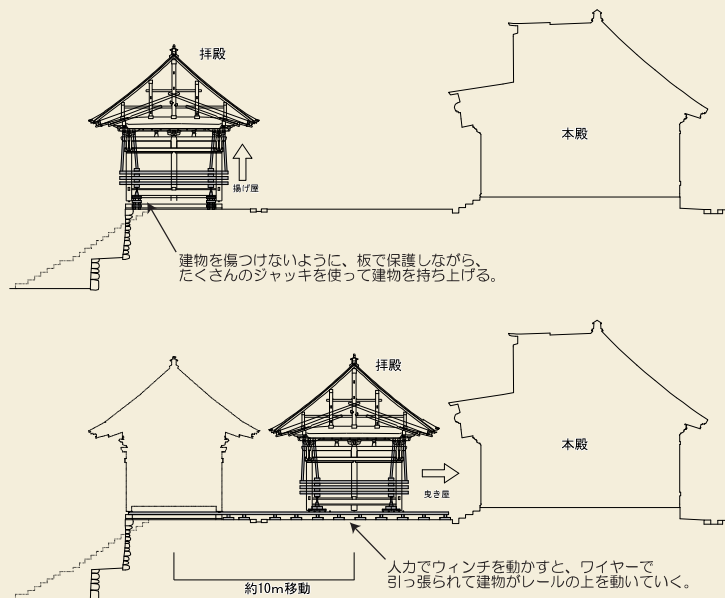 拝殿
本殿
揚げ屋
建物を傷つけないように、板で保護しながら、
たくさんのジャッキを使って建物を持ち上げる。
拝殿
本殿
曳き屋
人力でウィンチを動かすと、ワイヤーで
引っ張られて建物がレールの上を動いていく。
約10m移動